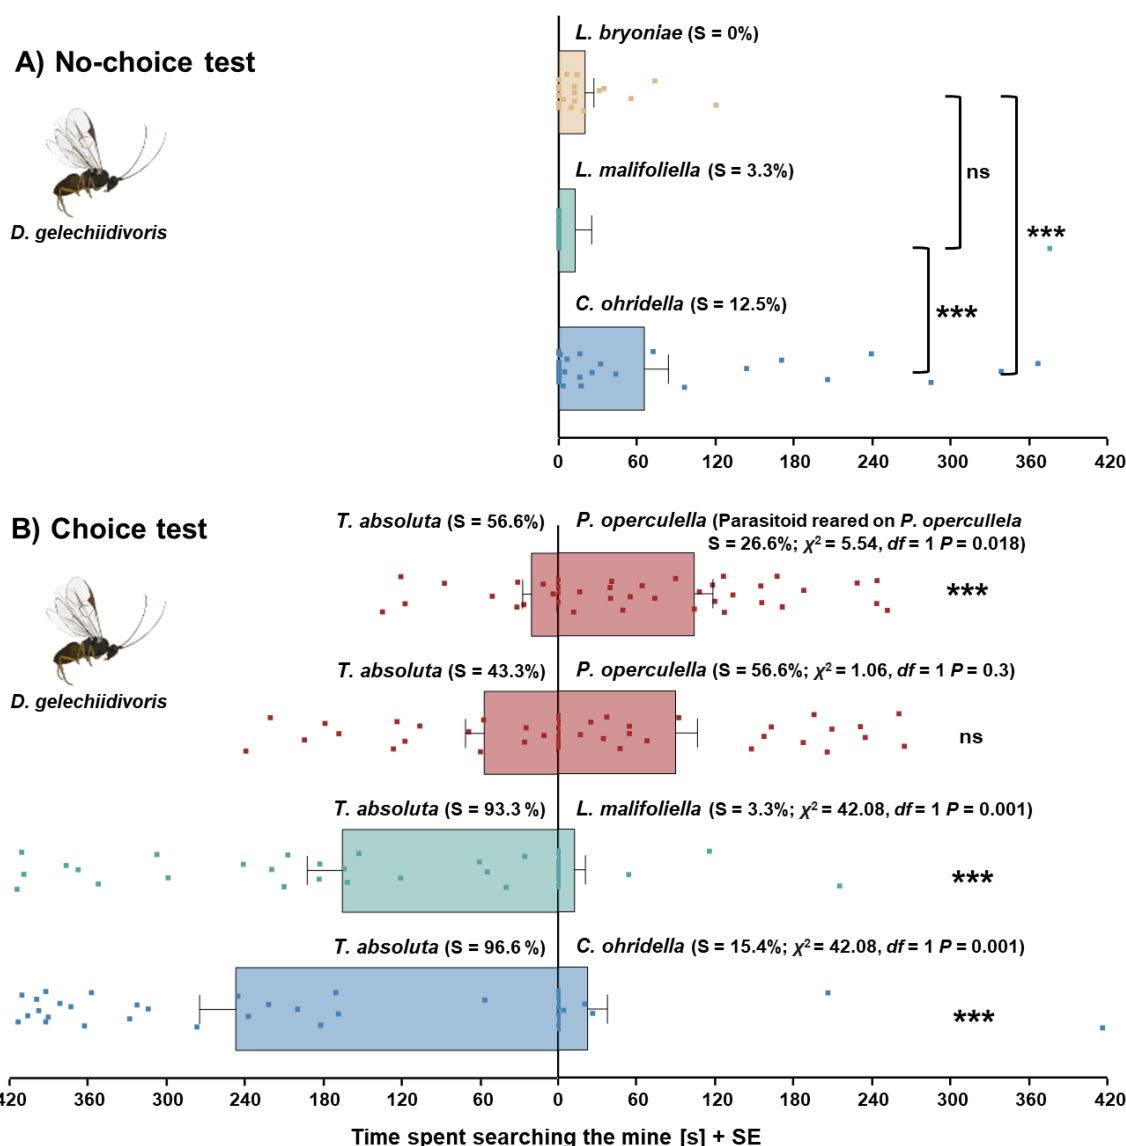 A) No-choice test
D. gelechiidivoris
L. bryoniae (S = 0%)
L. malifoliella (S = 3.3%)
C. ohridella (S = 12.5%)
ns
***
***
0 60 120 180 240 300 360 420
B) Choice test
D. gelechiidivoris
T. absoluta (S = 56.6%) P. operculella (Parasitoid reared on P. opercullela
S = 26.6%; χ² = 5.54, df = 1 P = 0.018)
***
T. absoluta (S = 43.3%) P. operculella (S = 56.6%; χ² = 1.06, df = 1 P = 0.3)
ns
T. absoluta (S = 93.3 %) L. malifoliella (S = 3.3%; χ² = 42.08, df = 1 P = 0.001)
***
T. absoluta (S = 96.6 %) C. ohridella (S = 15.4%; χ² = 42.08, df = 1 P = 0.001)
***
420 360 300 240 180 120 60 0 60 120 180 240 300 360 420
Time spent searching the mine [s] + SE